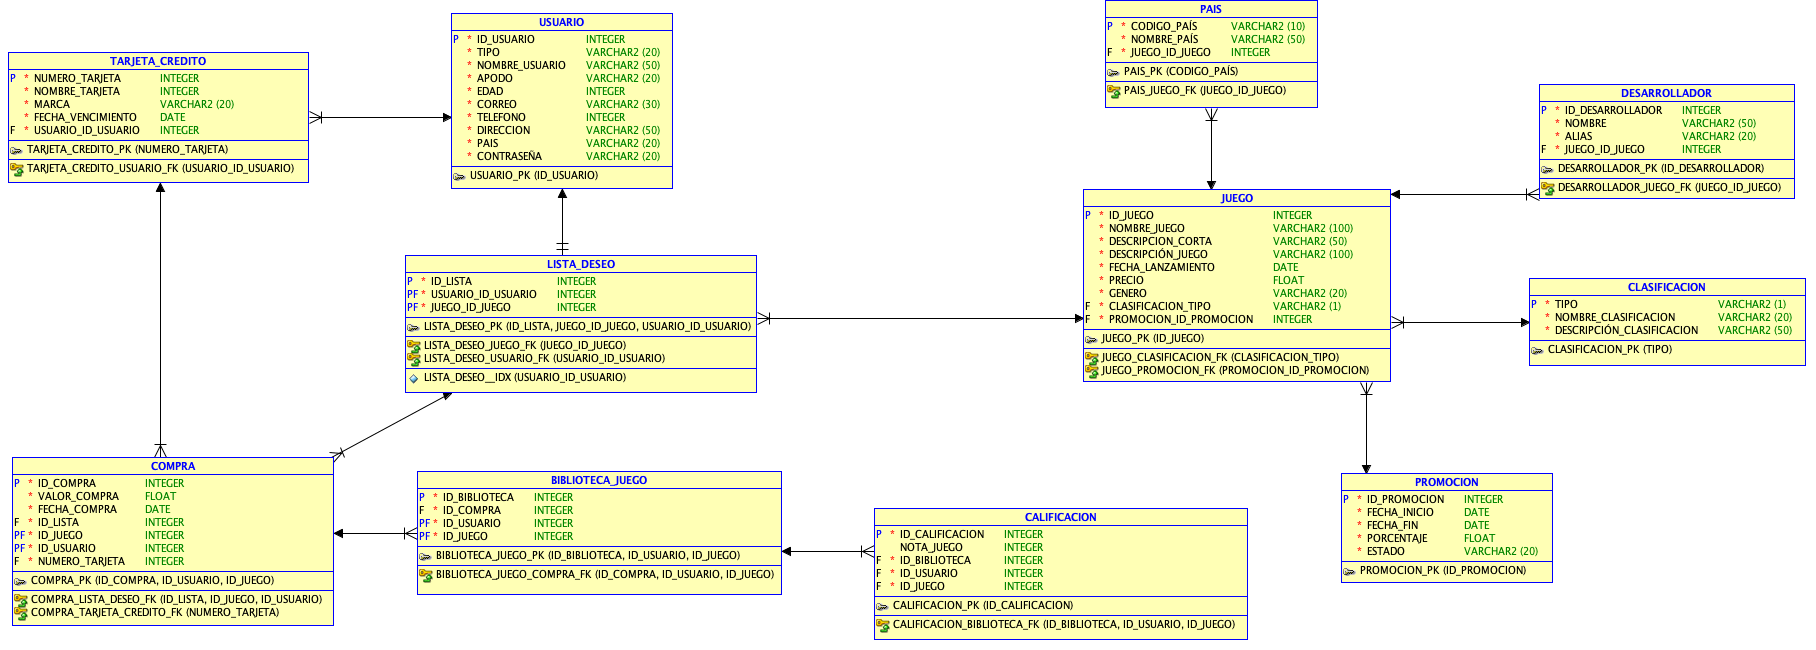 TARJETA_CREDITO
P * NUMERO_TARJETA INTEGER
* NOMBRE_TARJETA INTEGER
* MARCA VARCHAR2 (20)
* FECHA_VENCIMIENTO DATE
F * USUARIO_ID_USUARIO INTEGER
TARJETA_CREDITO_PK (NUMERO_TARJETA)
TARJETA_CREDITO_USUARIO_FK (USUARIO_ID_USUARIO)
USUARIO
P * ID_USUARIO INTEGER
* TIPO VARCHAR2 (20)
* NOMBRE_USUARIO VARCHAR2 (50)
* APODO VARCHAR2 (20)
* EDAD INTEGER
* CORREO VARCHAR2 (30)
* TELEFONO INTEGER
* DIRECCION VARCHAR2 (50)
* PAIS VARCHAR2 (20)
* CONTRASEÑA VARCHAR2 (20)
USUARIO_PK (ID_USUARIO)
PAIS
P * CODIGO_PAÍS VARCHAR2 (10)
* NOMBRE_PAÍS VARCHAR2 (50)
F * JUEGO_ID_JUEGO INTEGER
PAIS_PK (CODIGO_PAÍS)
PAIS_JUEGO_FK (JUEGO_ID_JUEGO)
DESARROLLADOR
P * ID_DESARROLLADOR INTEGER
* NOMBRE VARCHAR2 (50)
* ALIAS VARCHAR2 (20)
F * JUEGO_ID_JUEGO INTEGER
DESARROLLADOR_PK (ID_DESARROLLADOR)
DESARROLLADOR_JUEGO_FK (JUEGO_ID_JUEGO)
LISTA_DESEO
P * ID_LISTA INTEGER
PF * USUARIO_ID_USUARIO INTEGER
PF * JUEGO_ID_JUEGO INTEGER
LISTA_DESEO_PK (ID_LISTA, JUEGO_ID_JUEGO, USUARIO_ID_USUARIO)
LISTA_DESEO_JUEGO_FK (JUEGO_ID_JUEGO)
LISTA_DESEO_USUARIO_FK (USUARIO_ID_USUARIO)
LISTA_DESEO__IDX (USUARIO_ID_USUARIO)
JUEGO
P * ID_JUEGO INTEGER
* NOMBRE_JUEGO VARCHAR2 (100)
* DESCRIPCION_CORTA VARCHAR2 (50)
* DESCRIPCIÓN_JUEGO VARCHAR2 (100)
* FECHA_LANZAMIENTO DATE
* PRECIO FLOAT
* GENERO VARCHAR2 (20)
F * CLASIFICACION_TIPO VARCHAR2 (1)
F * PROMOCION_ID_PROMOCION INTEGER
JUEGO_PK (ID_JUEGO)
JUEGO_CLASIFICACION_FK (CLASIFICACION_TIPO)
JUEGO_PROMOCION_FK (PROMOCION_ID_PROMOCION)
CLASIFICACION
P * TIPO VARCHAR2 (1)
* NOMBRE_CLASIFICACION VARCHAR2 (20)
* DESCRIPCIÓN_CLASIFICACION VARCHAR2 (50)
CLASIFICACION_PK (TIPO)
COMPRA
P * ID_COMPRA INTEGER
* VALOR_COMPRA FLOAT
* FECHA_COMPRA DATE
F * ID_LISTA INTEGER
PF * ID_JUEGO INTEGER
PF * ID_USUARIO INTEGER
F * NUMERO_TARJETA INTEGER
COMPRA_PK (ID_COMPRA, ID_USUARIO, ID_JUEGO)
COMPRA_LISTA_DESEO_FK (ID_LISTA, ID_JUEGO, ID_USUARIO)
COMPRA_TARJETA_CREDITO_FK (NUMERO_TARJETA)
BIBLIOTECA_JUEGO
P * ID_BIBLIOTECA INTEGER
F * ID_COMPRA INTEGER
PF * ID_USUARIO INTEGER
PF * ID_JUEGO INTEGER
BIBLIOTECA_JUEGO_PK (ID_BIBLIOTECA, ID_USUARIO, ID_JUEGO)
BIBLIOTECA_JUEGO_COMPRA_FK (ID_COMPRA, ID_USUARIO, ID_JUEGO)
CALIFICACION
P * ID_CALIFICACION INTEGER
NOTA_JUEGO INTEGER
F * ID_BIBLIOTECA INTEGER
F * ID_USUARIO INTEGER
F * ID_JUEGO INTEGER
CALIFICACION_PK (ID_CALIFICACION)
CALIFICACION_BIBLIOTECA_FK (ID_BIBLIOTECA, ID_USUARIO, ID_JUEGO)
PROMOCION
P * ID_PROMOCION INTEGER
* FECHA_INICIO DATE
* FECHA_FIN DATE
* PORCENTAJE FLOAT
* ESTADO VARCHAR2 (20)
PROMOCION_PK (ID_PROMOCION)